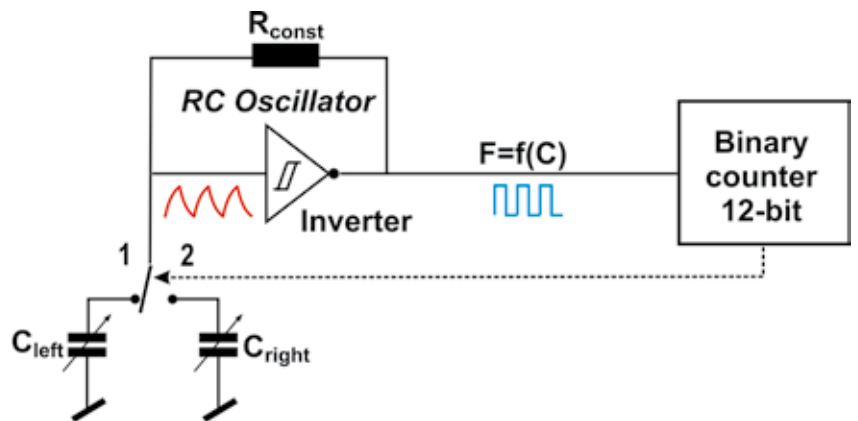 Rconst
RC Oscillator
Inverter
F=f(C)
Binary
counter
12-bit
1 2
Cleft
Cright